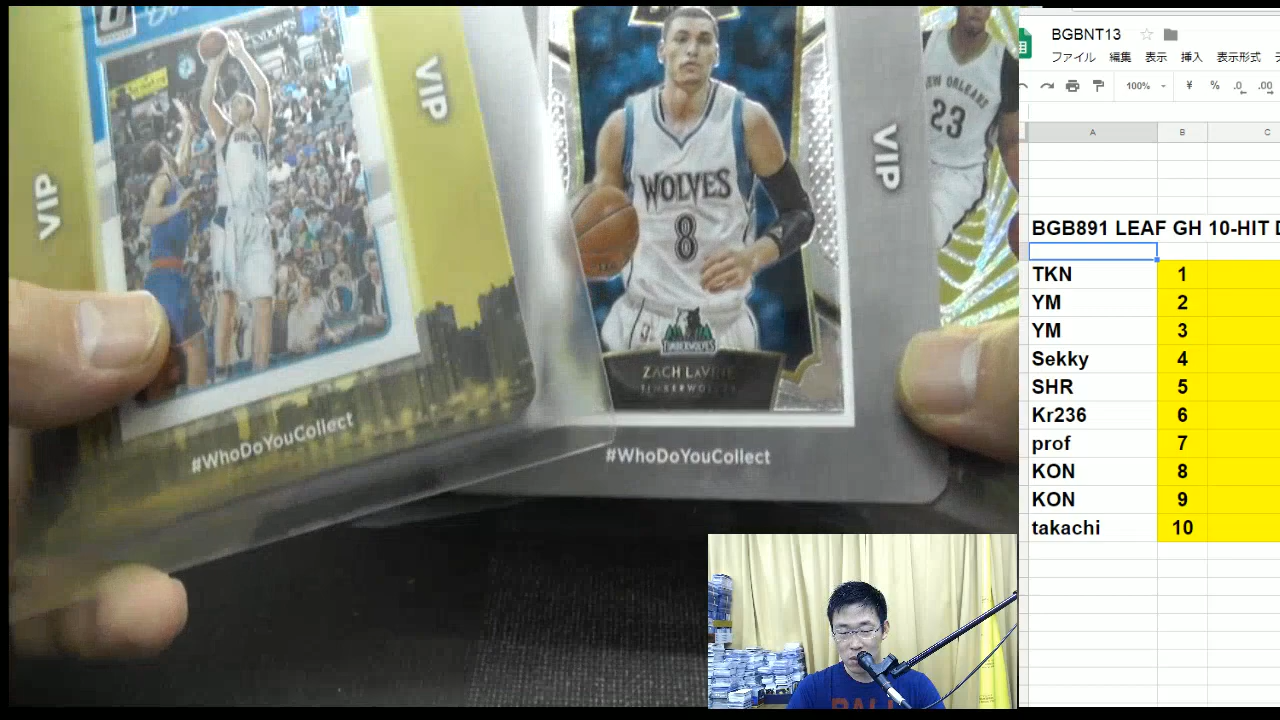 VIP
#WhoDoYouCollect
VIP
WOLVES
8
TIMBERWOLVES
ZACH LAVINE
TIMBERWOLVES
#WhoDoYouCollect
VIP
NEW ORLEANS
23
BGBNT13
ファイル 編集 表示 挿入 表示形式
100% ¥ % .0 .00
A B C
BGB891 LEAF GH 10-HIT
TKN 1
YM 2
YM 3
Sekky 4
SHR 5
Kr236 6
prof 7
KON 8
KON 9
takachi 10